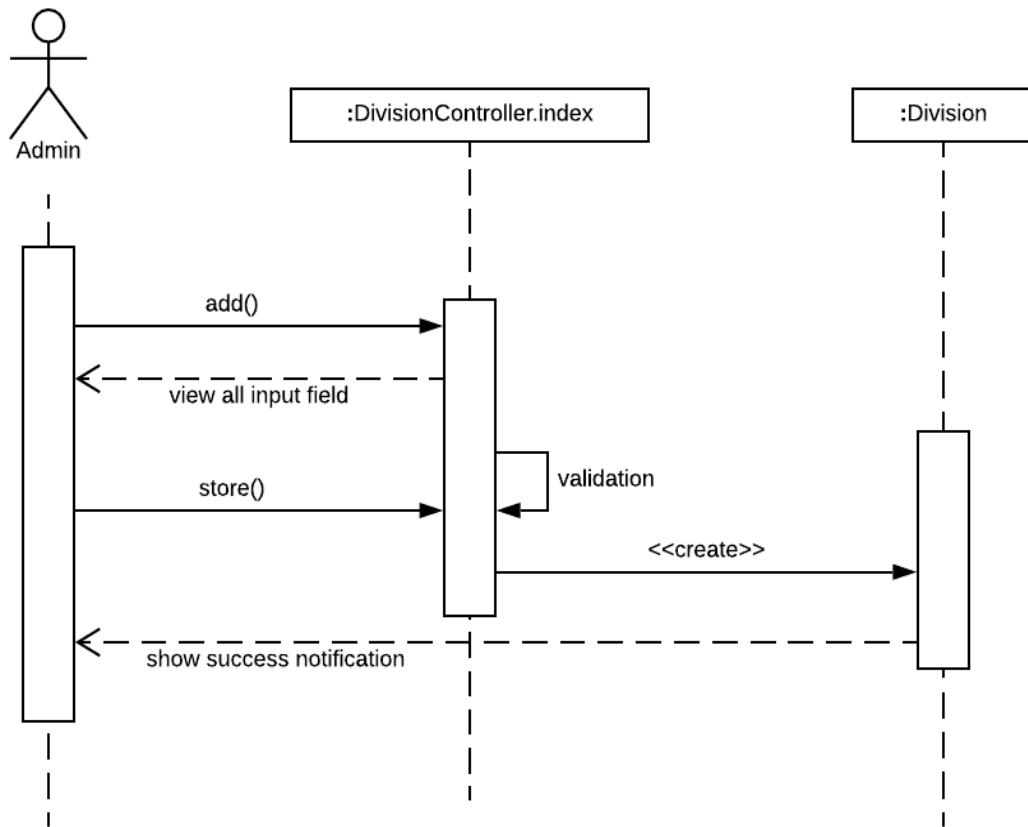 Admin
:DivisionController.index
:Division
add()
view all input field
validation
store()
<<create>>
show success notification